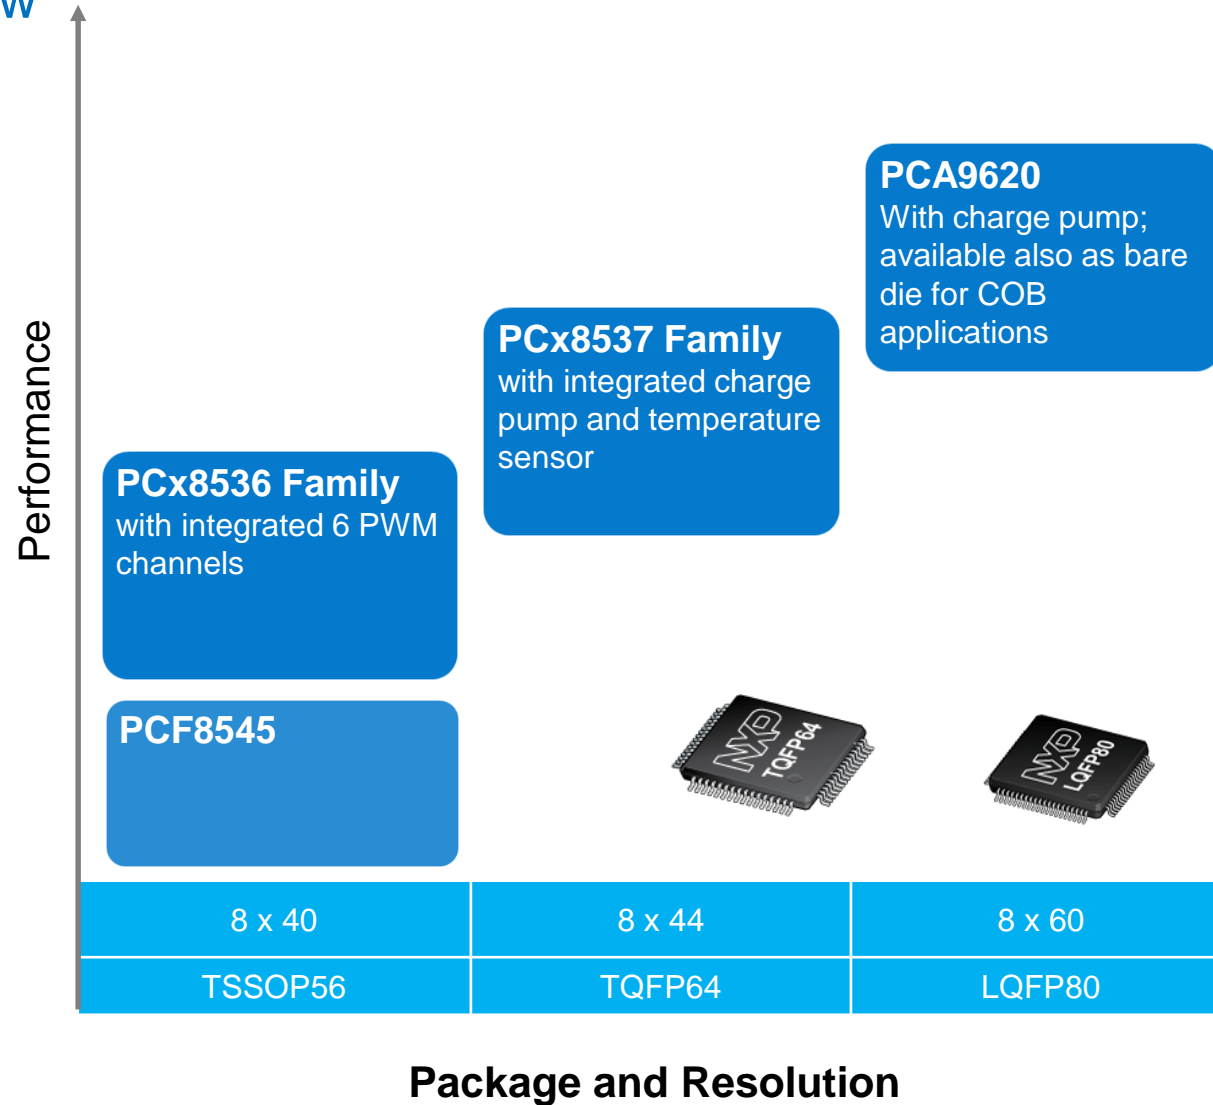 W
Performance
PCA9620
With charge pump;
available also as bare
die for COB
applications
PCx8537 Family
with integrated charge
pump and temperature
sensor
PCx8536 Family
with integrated 6 PWM
channels
PCF8545
NXP
TQFP64
NXP
LQFP80
8 x 40
8 x 44
8 x 60
TSSOP56
TQFP64
LQFP80
Package and Resolution